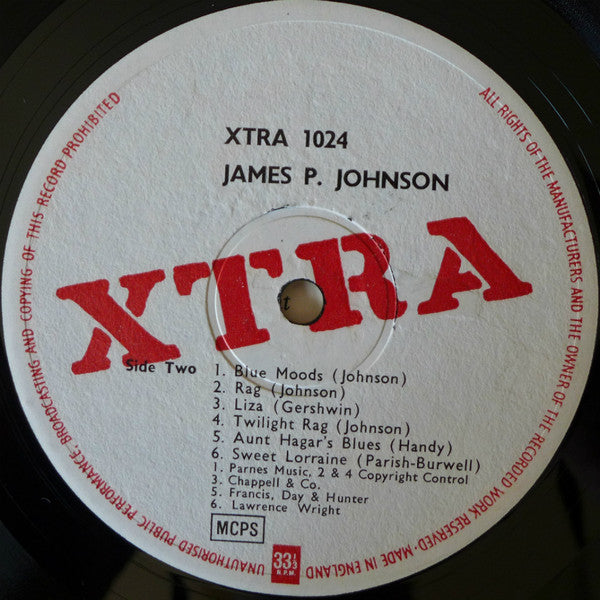 XTRA 1024
JAMES P. JOHNSON
XTRA
Side Two
1. Blue Moods (Johnson)
2. Rag (Johnson)
3. Liza (Gershwin)
4. Twilight Rag (Johnson)
5. Aunt Hagar's Blues (Handy)
6. Sweet Lorraine (Parish-Burwell)
1. Parnes Music, 2 & 4 Copyright Control
3. Chappell & Co.
5. Francis, Day & Hunter
6. Lawrence Wright
MCPS
33⅓
R.P.M.
ALL RIGHTS OF THE MANUFACTURERS AND THE OWNER OF THE RECORDED WORK RESERVED·MADE IN ENGLAND
UNAUTHORISED PUBLIC PERFORMANCE, BROADCASTING AND COPYING OF THIS RECORD PROHIBITED